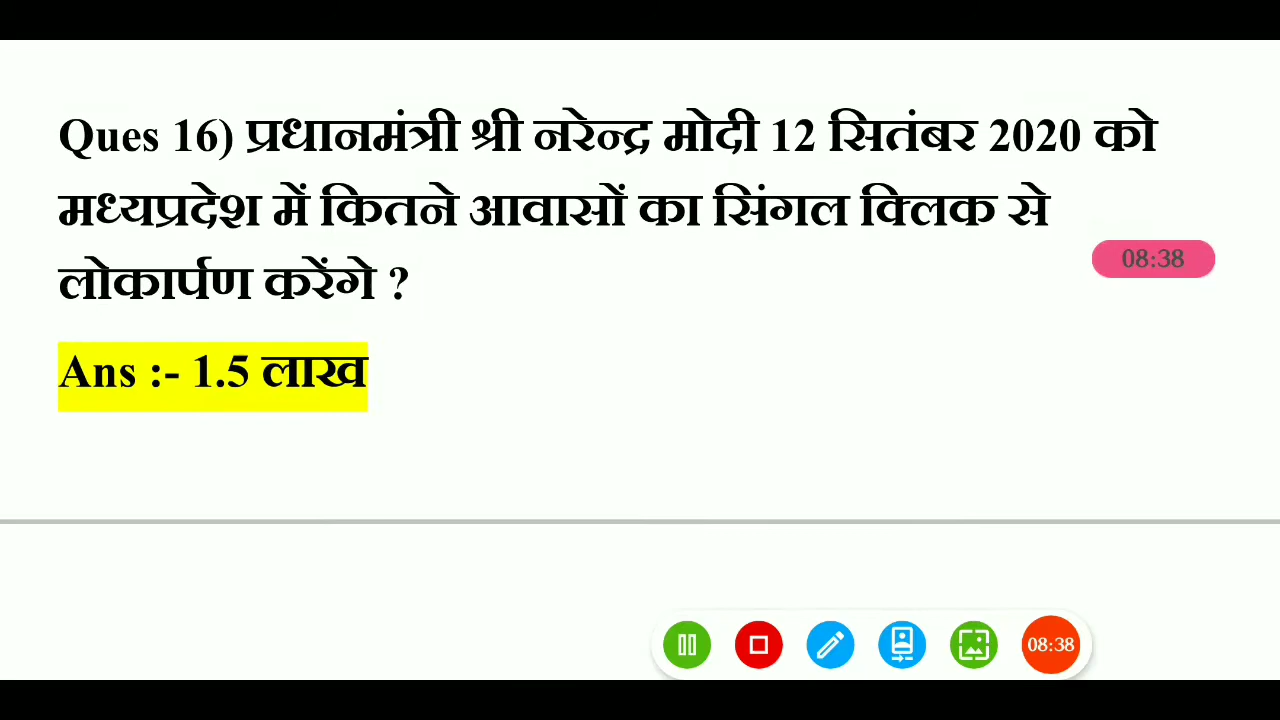 Ques 16) प्रधानमंत्री श्री नरेन्द्र मोदी 12 सितंबर 2020 को
मध्यप्रदेश में कितने आवासों का सिंगल क्लिक से
लोकार्पण करेंगे ?
08:38
Ans :- 1.5 लाख
08:38